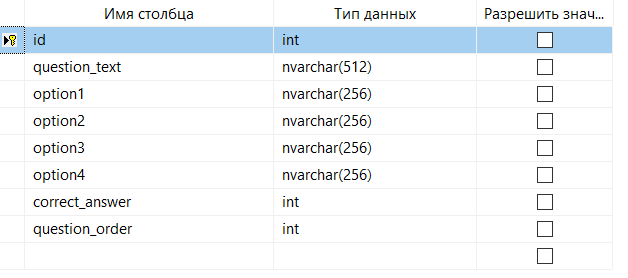 Имя столбца Тип данных Разрешить знач...
id int
question_text nvarchar(512)
option1 nvarchar(256)
option2 nvarchar(256)
option3 nvarchar(256)
option4 nvarchar(256)
correct_answer int
question_order int